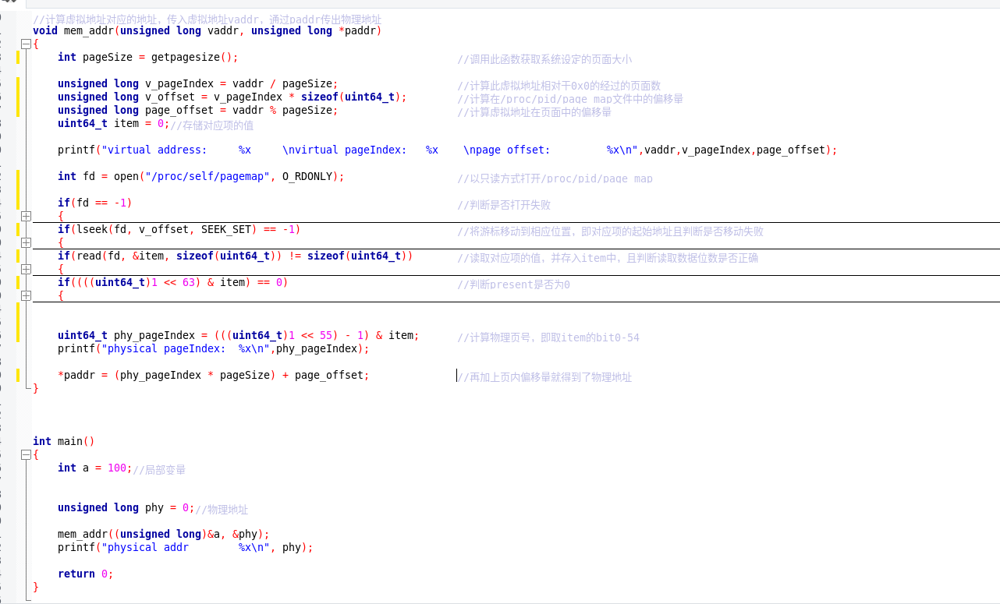 //计算虚拟地址对应的地址，传入虚拟地址vaddr，通过paddr传出物理地址
void mem_addr(unsigned long vaddr, unsigned long *paddr)
{
int pageSize = getpagesize(); //调用此函数获取系统设定的页面大小
unsigned long v_pageIndex = vaddr / pageSize; //计算此虚拟地址相对于0x0的经过的页面数
unsigned long v_offset = v_pageIndex * sizeof(uint64_t); //计算在/proc/pid/page_map文件中的偏移量
unsigned long page_offset = vaddr % pageSize; //计算虚拟地址在页面中的偏移量
uint64_t item = 0;//存储对应项的值
printf("virtual address:     %x     \nvirtual pageIndex:   %x    \npage offset:         %x\n",vaddr,v_pageIndex,page_offset);
int fd = open("/proc/self/pagemap", O_RDONLY); //以只读方式打开/proc/pid/page_map
if(fd == -1) //判断是否打开失败
{
if(lseek(fd, v_offset, SEEK_SET) == -1) //将游标移动到相应位置，即对应项的起始地址且判断是否移动失败
{
if(read(fd, &item, sizeof(uint64_t)) != sizeof(uint64_t)) //读取对应项的值，并存入item中，且判断读取数据位数是否正确
{
if((((uint64_t)1 << 63) & item) == 0) //判断present是否为0
{
uint64_t phy_pageIndex = (((uint64_t)1 << 55) - 1) & item; //计算物理页号，即取item的bit0-54
printf("physical pageIndex:  %x\n",phy_pageIndex);
*paddr = (phy_pageIndex * pageSize) + page_offset; //再加上页内偏移量就得到了物理地址
}
int main()
{
int a = 100;//局部变量
unsigned long phy = 0;//物理地址
mem_addr((unsigned long)&a, &phy);
printf("physical addr        %x\n", phy);
return 0;
}